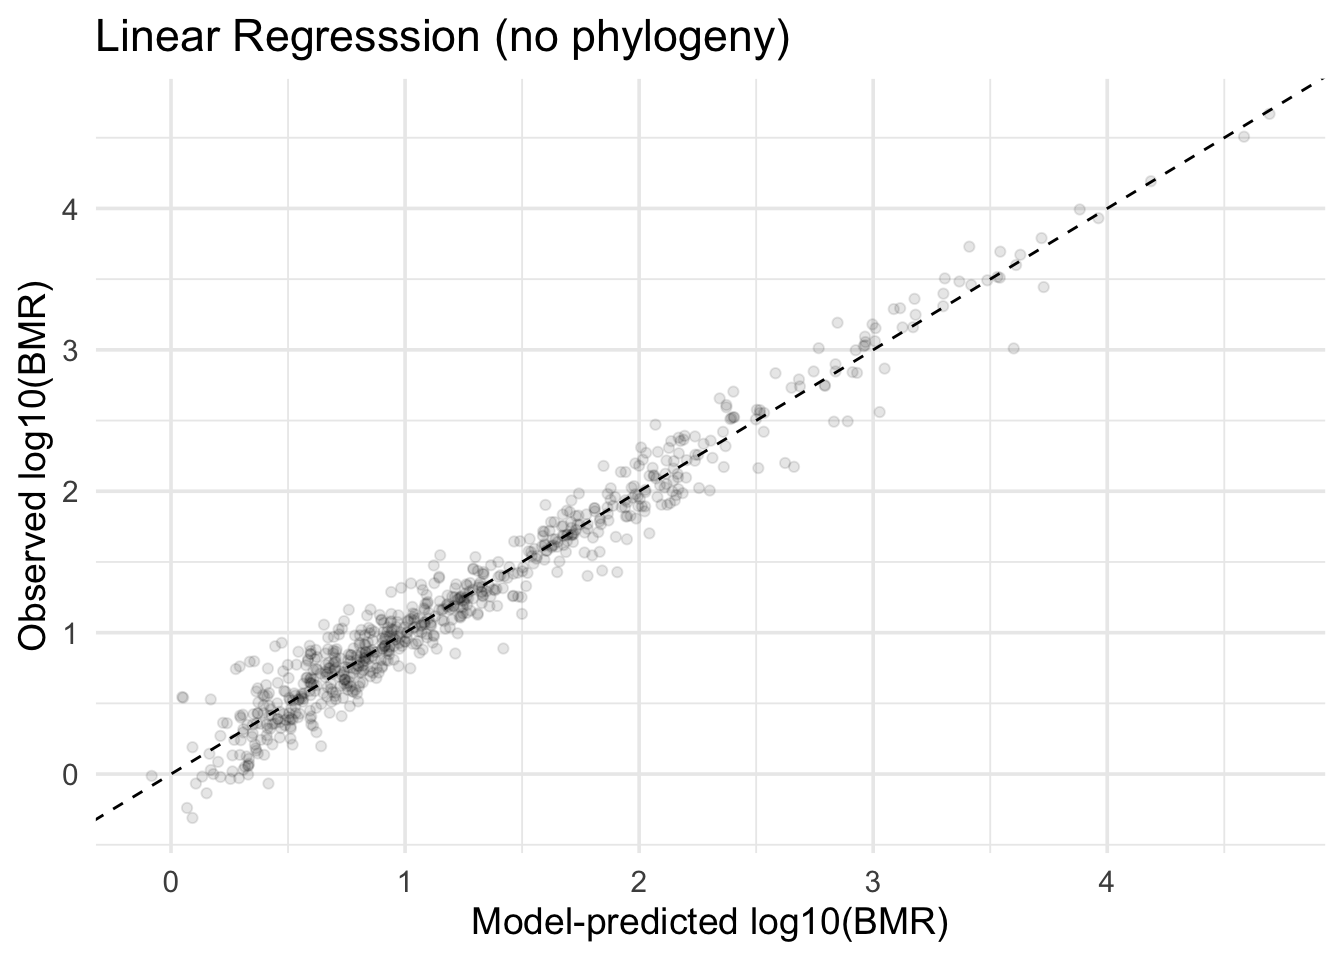 Linear Regresssion (no phylogeny)
Observed log10(BMR)
4
3
2
1
0
0 1 2 3 4
Model-predicted log10(BMR)